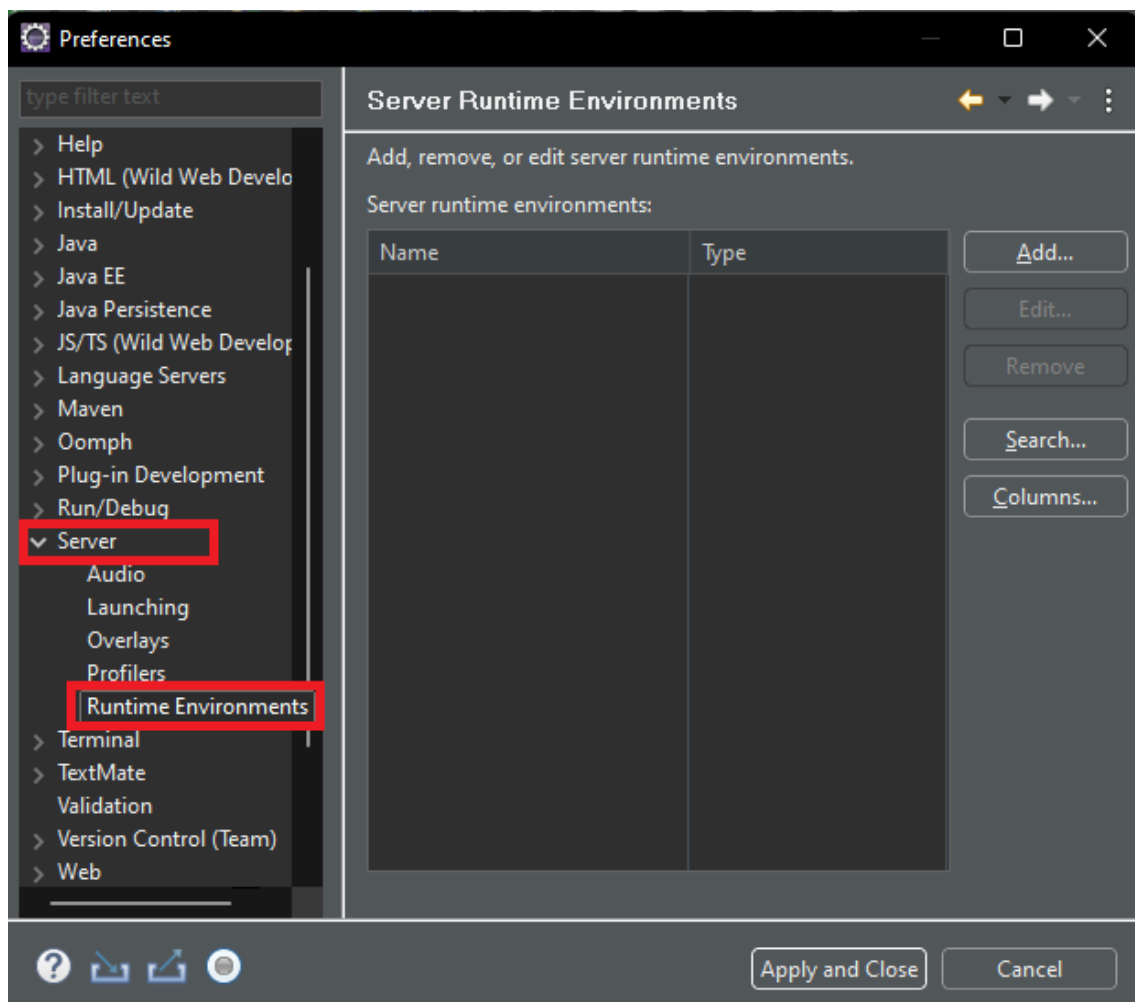 Preferences
type filter text
Help
HTML (Wild Web Develo
Install/Update
Java
Java EE
Java Persistence
JS/TS (Wild Web Develop
Language Servers
Maven
Oomph
Plug-in Development
Run/Debug
Server
Audio
Launching
Overlays
Profilers
Runtime Environments
Terminal
TextMate
Validation
Version Control (Team)
Web
Server Runtime Environments
Add, remove, or edit server runtime environments.
Server runtime environments:
Name Type
Add...
Edit...
Remove
Search...
Columns...
Apply and Close Cancel